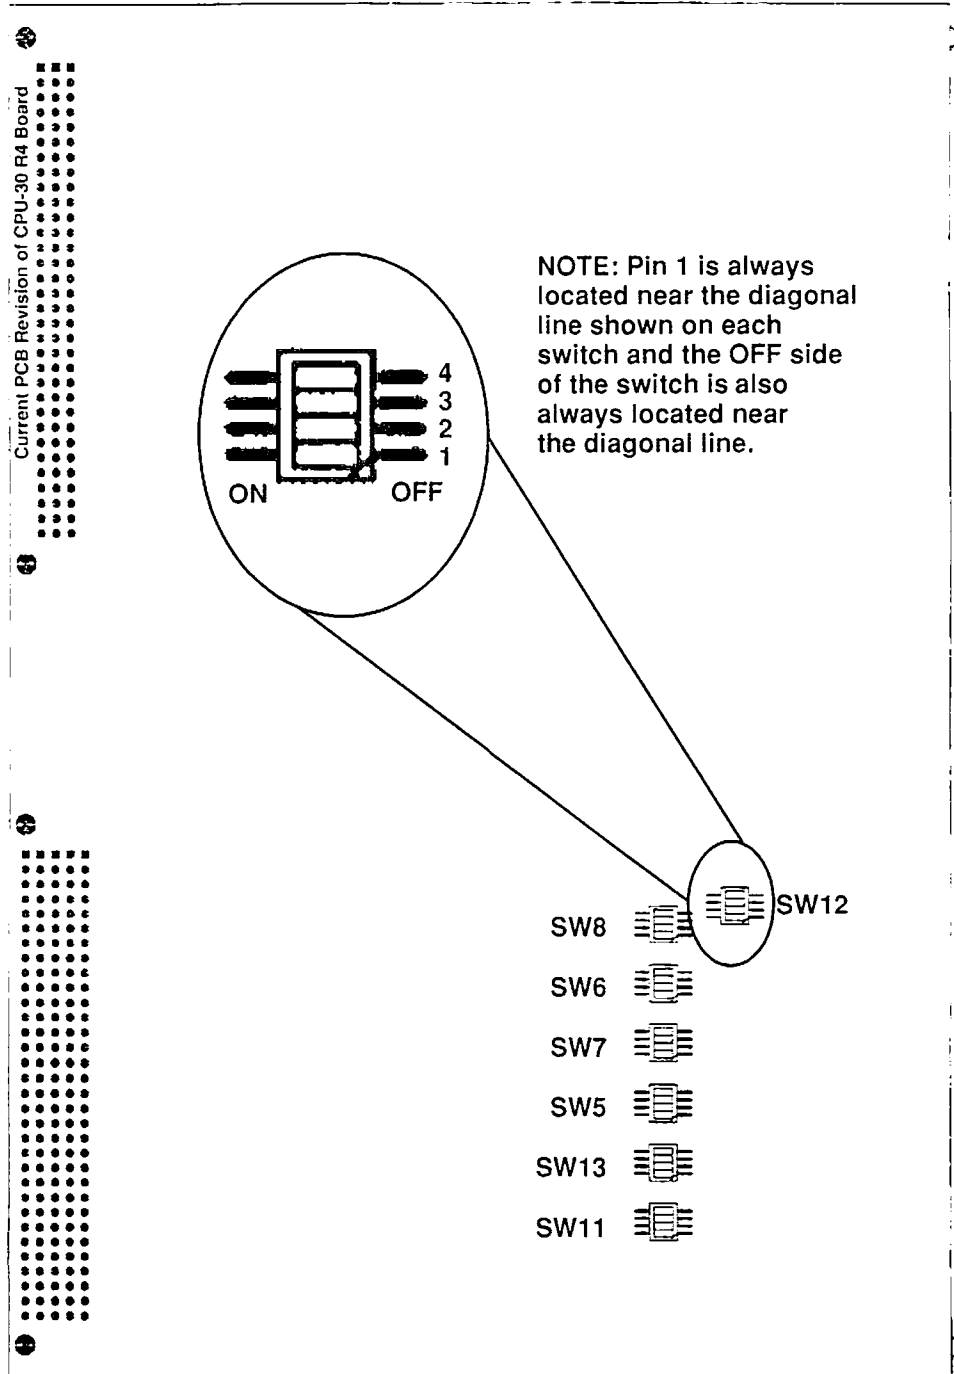 Current PCB Revision of CPU-30 R4 Board
NOTE: Pin 1 is always
located near the diagonal
line shown on each
switch and the OFF side
of the switch is also
always located near
the diagonal line.
4
3
2
1
ON OFF
SW12
SW8
SW6
SW7
SW5
SW13
SW11